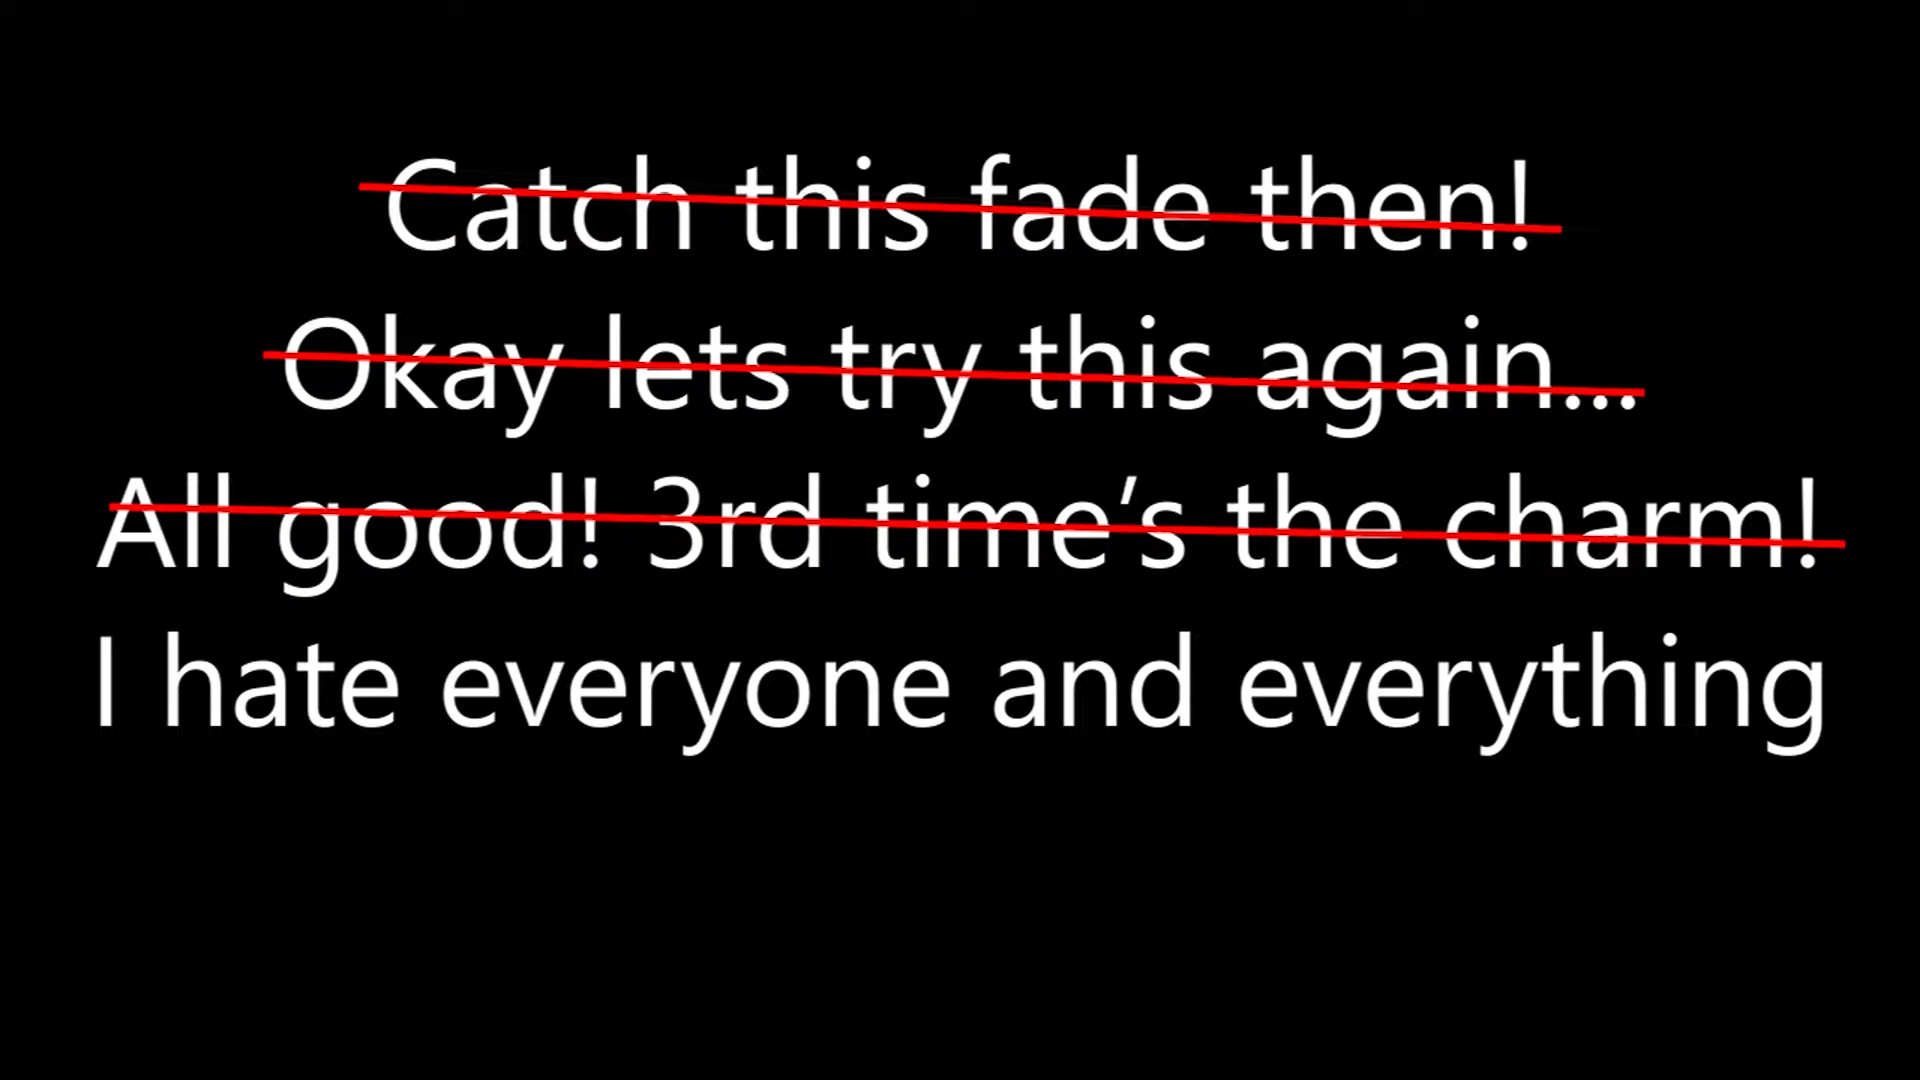 Catch this fade then!
Okay lets try this again...
All good! 3rd time’s the charm!
I hate everyone and everything